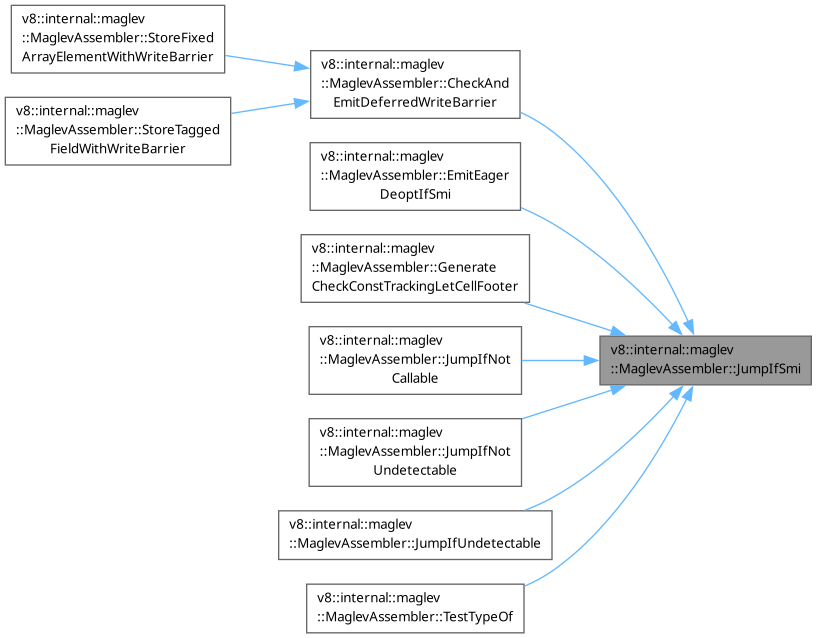 v8::internal::maglev
::MaglevAssembler::StoreFixed
ArrayElementWithWriteBarrier
v8::internal::maglev
::MaglevAssembler::StoreTagged
FieldWithWriteBarrier
v8::internal::maglev
::MaglevAssembler::CheckAnd
EmitDeferredWriteBarrier
v8::internal::maglev
::MaglevAssembler::EmitEager
DeoptIfSmi
v8::internal::maglev
::MaglevAssembler::Generate
CheckConstTrackingLetCellFooter
v8::internal::maglev
::MaglevAssembler::JumpIfNot
Callable
v8::internal::maglev
::MaglevAssembler::JumpIfNot
Undetectable
v8::internal::maglev
::MaglevAssembler::JumpIfUndetectable
v8::internal::maglev
::MaglevAssembler::TestTypeOf
v8::internal::maglev
::MaglevAssembler::JumpIfSmi